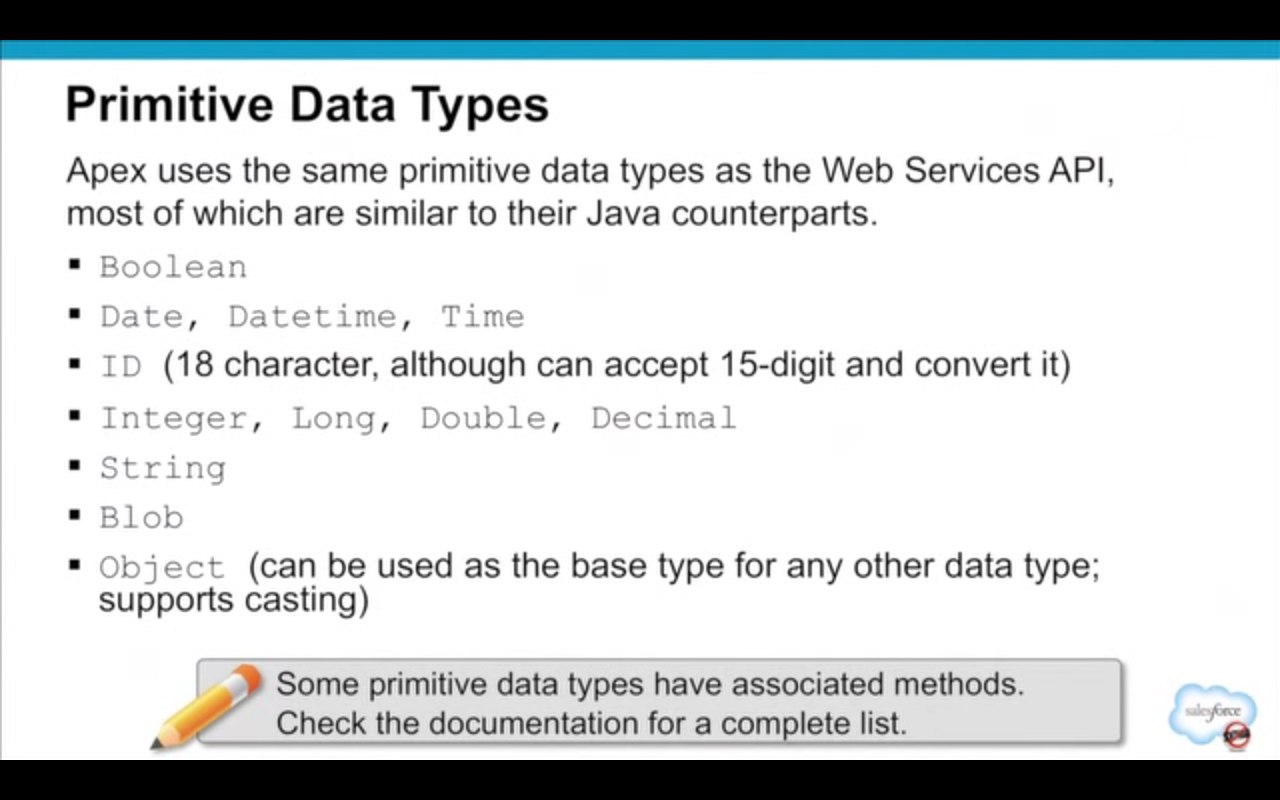 Primitive Data Types
Apex uses the same primitive data types as the Web Services API,
most of which are similar to their Java counterparts.
▪ Boolean
▪ Date, Datetime, Time
▪ ID (18 character, although can accept 15-digit and convert it)
▪ Integer, Long, Double, Decimal
▪ String
▪ Blob
▪ Object (can be used as the base type for any other data type;
supports casting)
Some primitive data types have associated methods.
Check the documentation for a complete list.
salesforce